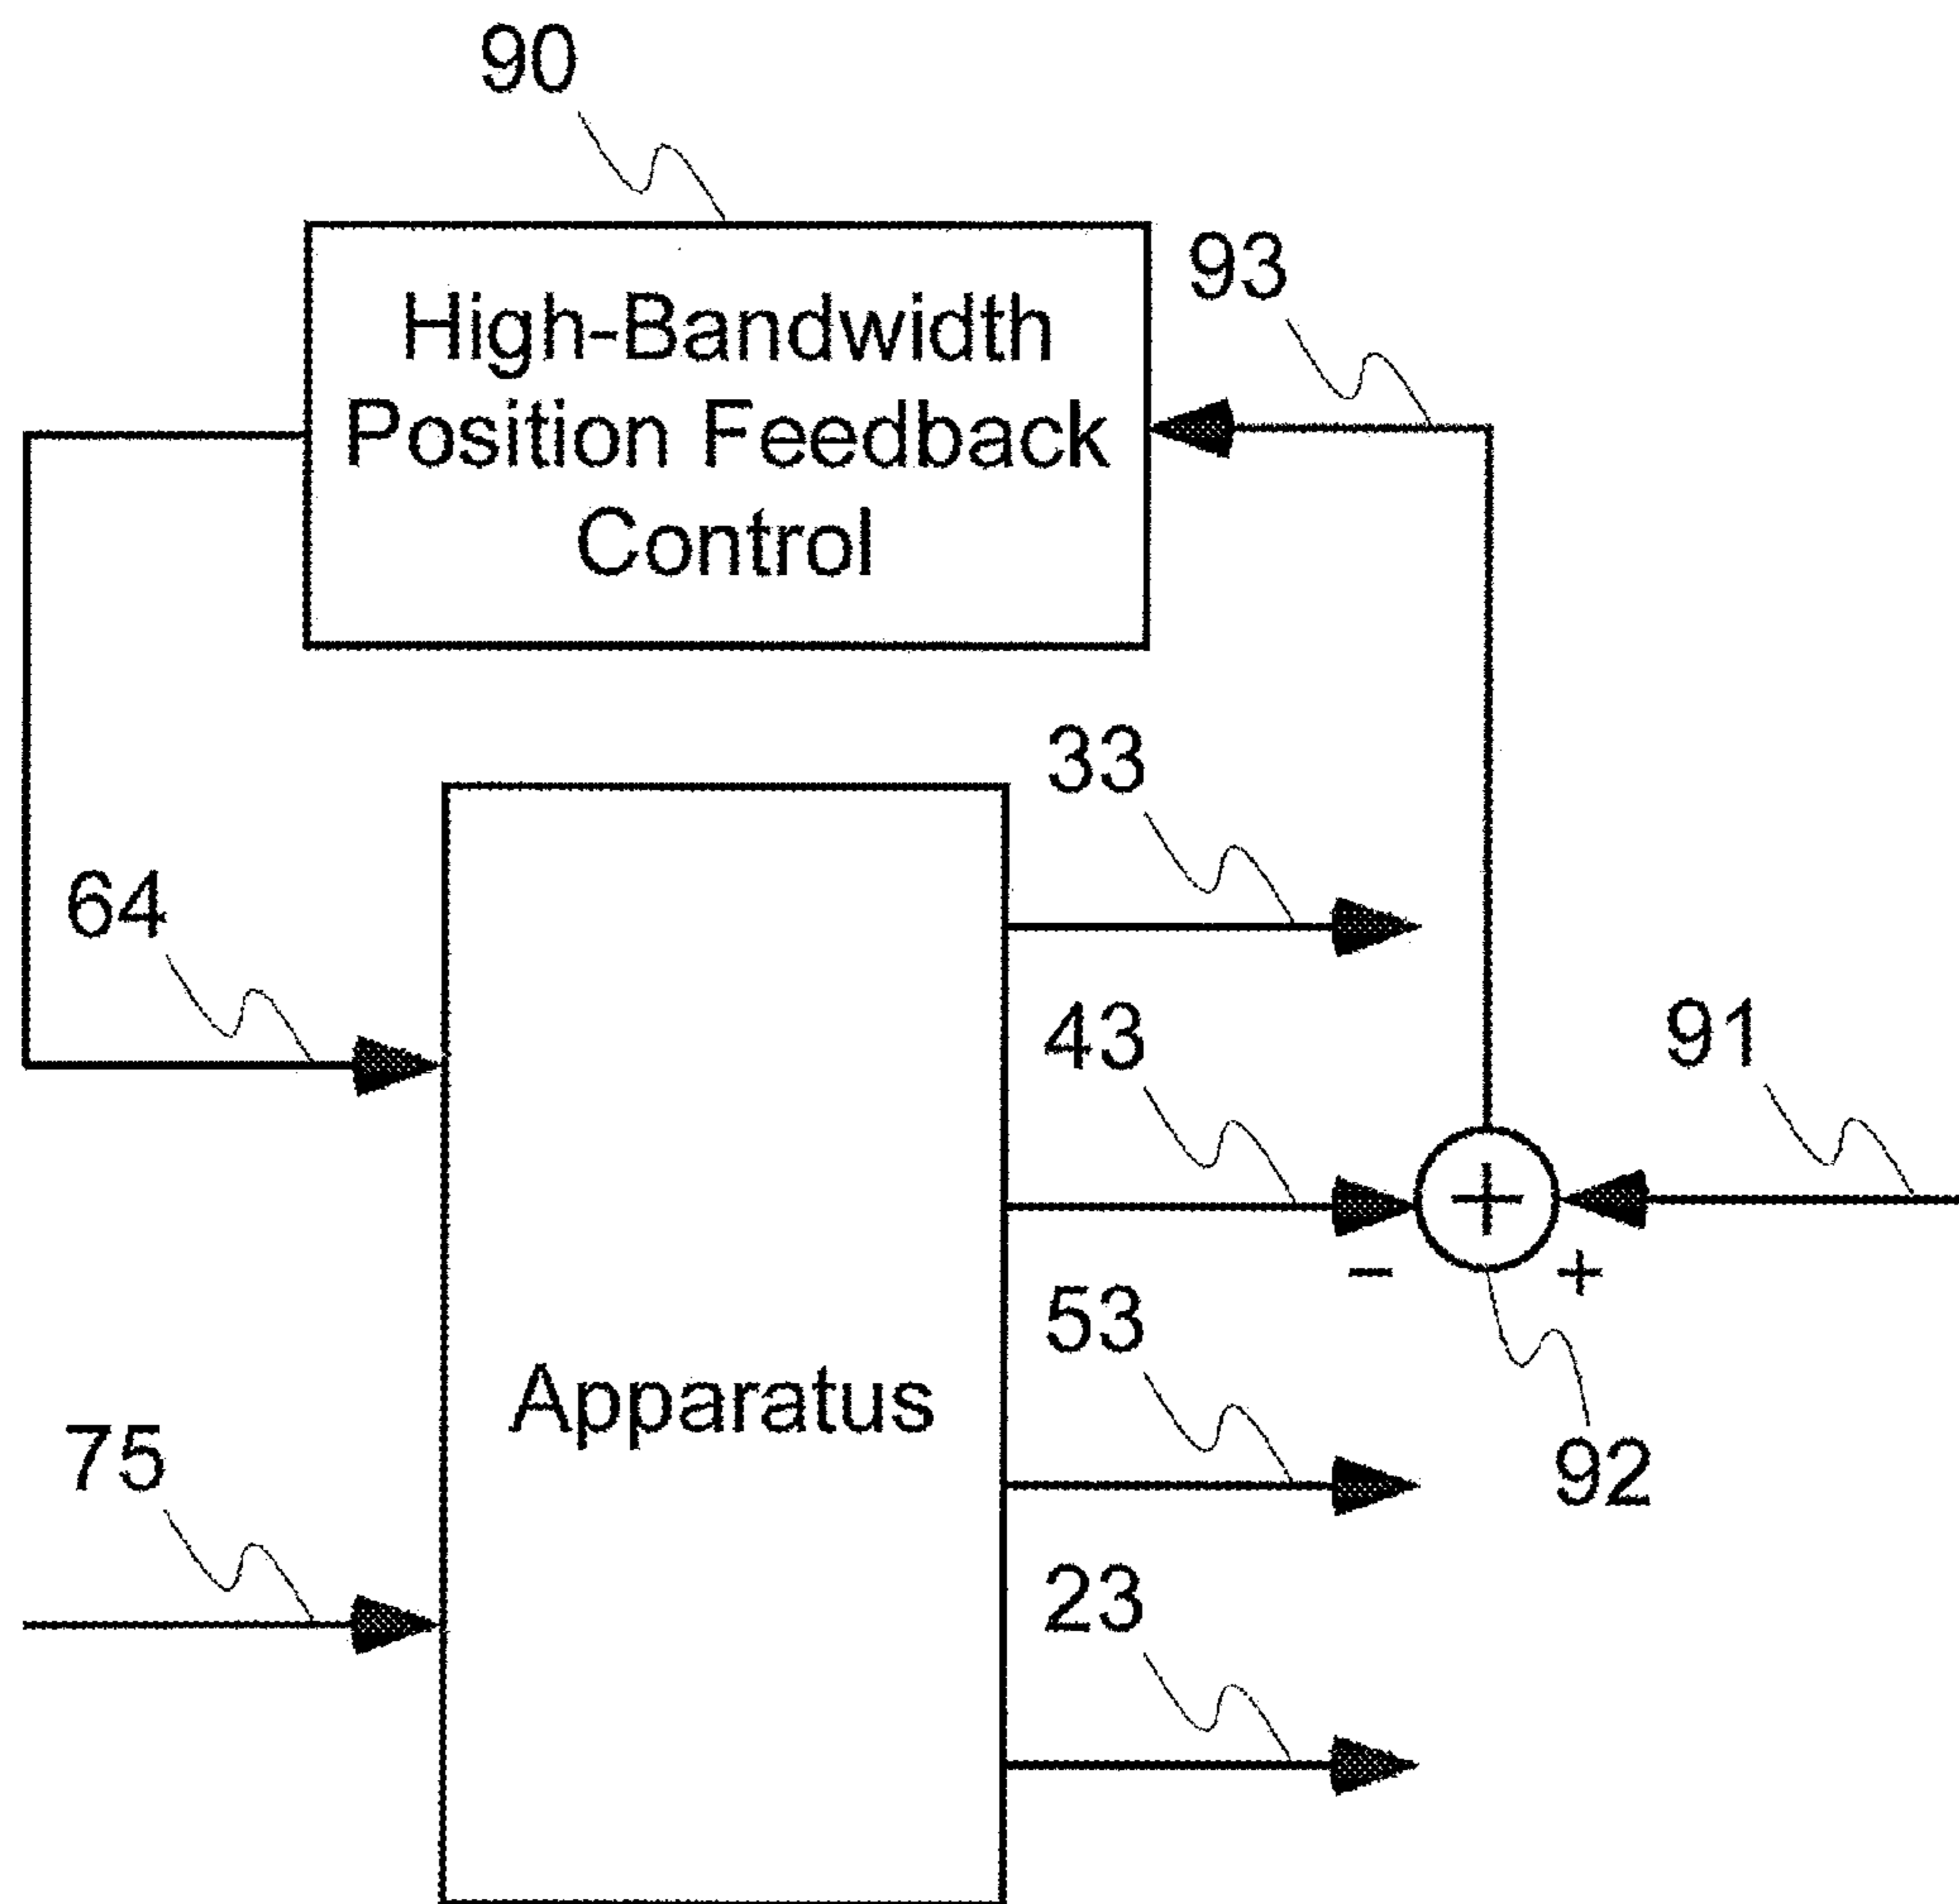 90
High-Bandwidth
Position Feedback
Control
93
33
64
43
91
- +
53
Apparatus
75
92
23